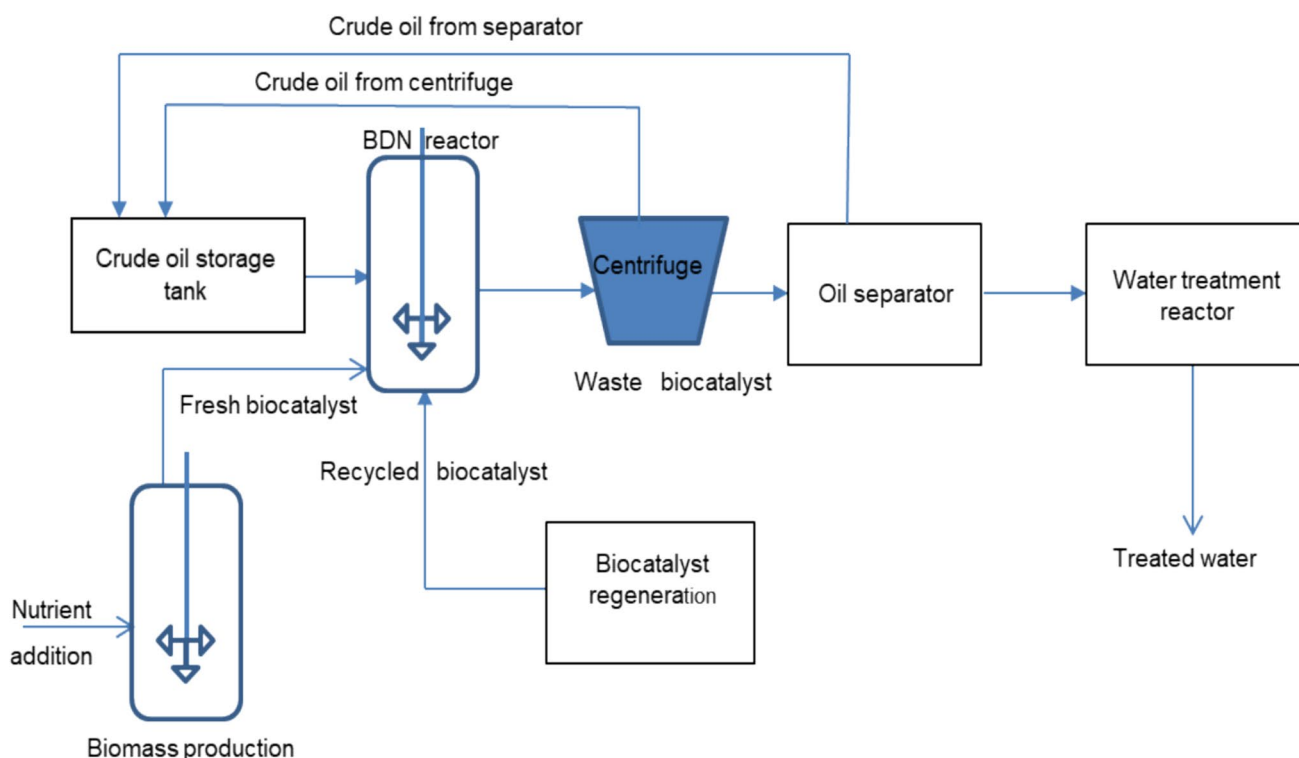 Crude oil from separator
Crude oil from centrifuge
BDN reactor
Crude oil storage
tank
Centrifuge
Oil separator
Water treatment
reactor
Waste biocatalyst
Fresh biocatalyst
Recycled biocatalyst
Biocatalyst
regeneration
Treated water
Nutrient
addition
Biomass production